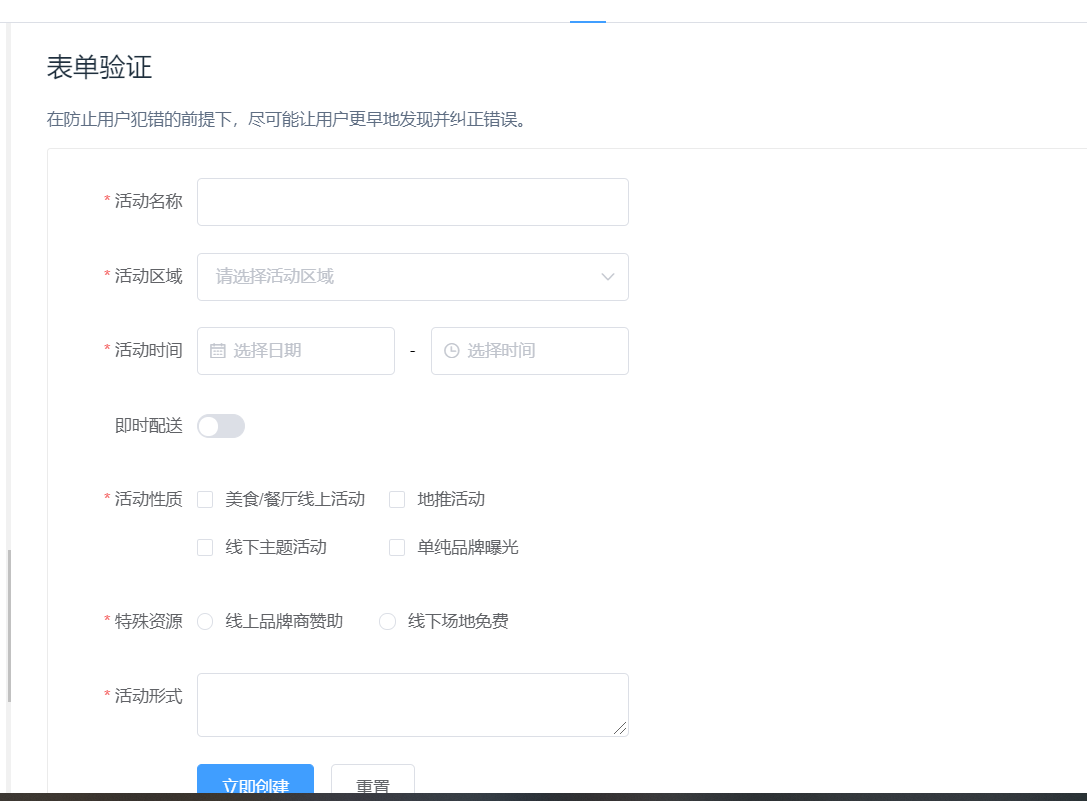 表单验证
在防止用户犯错的前提下，尽可能让用户更早地发现并纠正错误。
* 活动名称
* 活动区域 请选择活动区域
* 活动时间 选择日期 - 选择时间
即时配送
* 活动性质 美食/餐厅线上活动 地推活动
线下主题活动 单纯品牌曝光
* 特殊资源 线上品牌商赞助 线下场地免费
* 活动形式
立即创建 重置